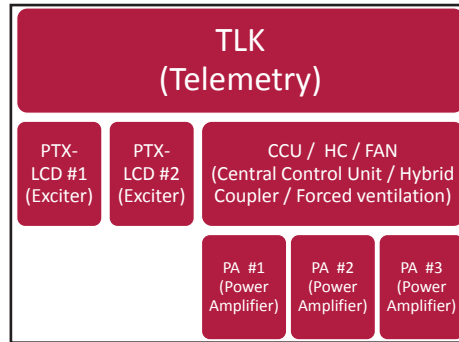 TLK
(Telemetry)
PTX-
LCD #1
(Exciter)
PTX-
LCD #2
(Exciter)
CCU / HC / FAN
(Central Control Unit / Hybrid
Coupler / Forced ventilation)
PA #1
(Power
Amplifier)
PA #2
(Power
Amplifier)
PA #3
(Power
Amplifier)